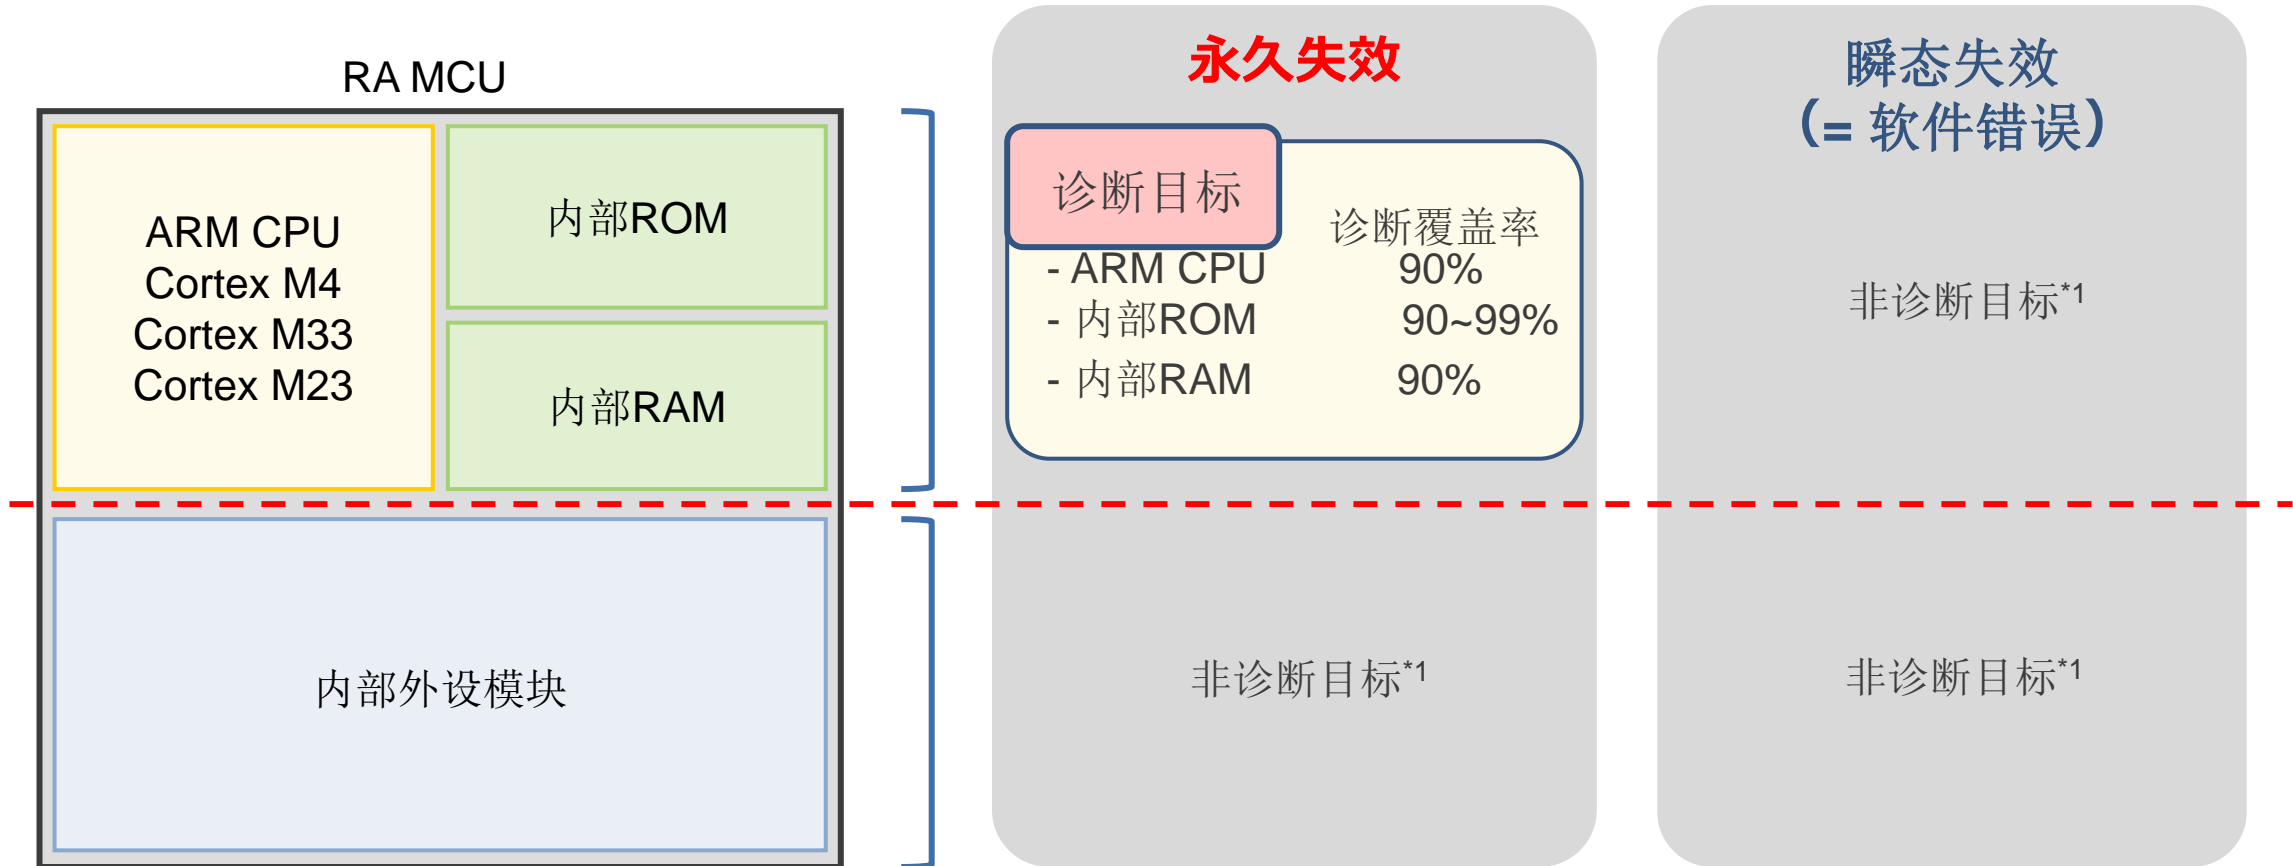 RA MCU
ARM CPU
Cortex M4
Cortex M33
Cortex M23
内部ROM
内部RAM
内部外设模块
永久失效
诊断目标
诊断覆盖率
- ARM CPU 90%
- 内部ROM 90~99%
- 内部RAM 90%
非诊断目标*1
瞬态失效
(= 软件错误)
非诊断目标*1
非诊断目标*1